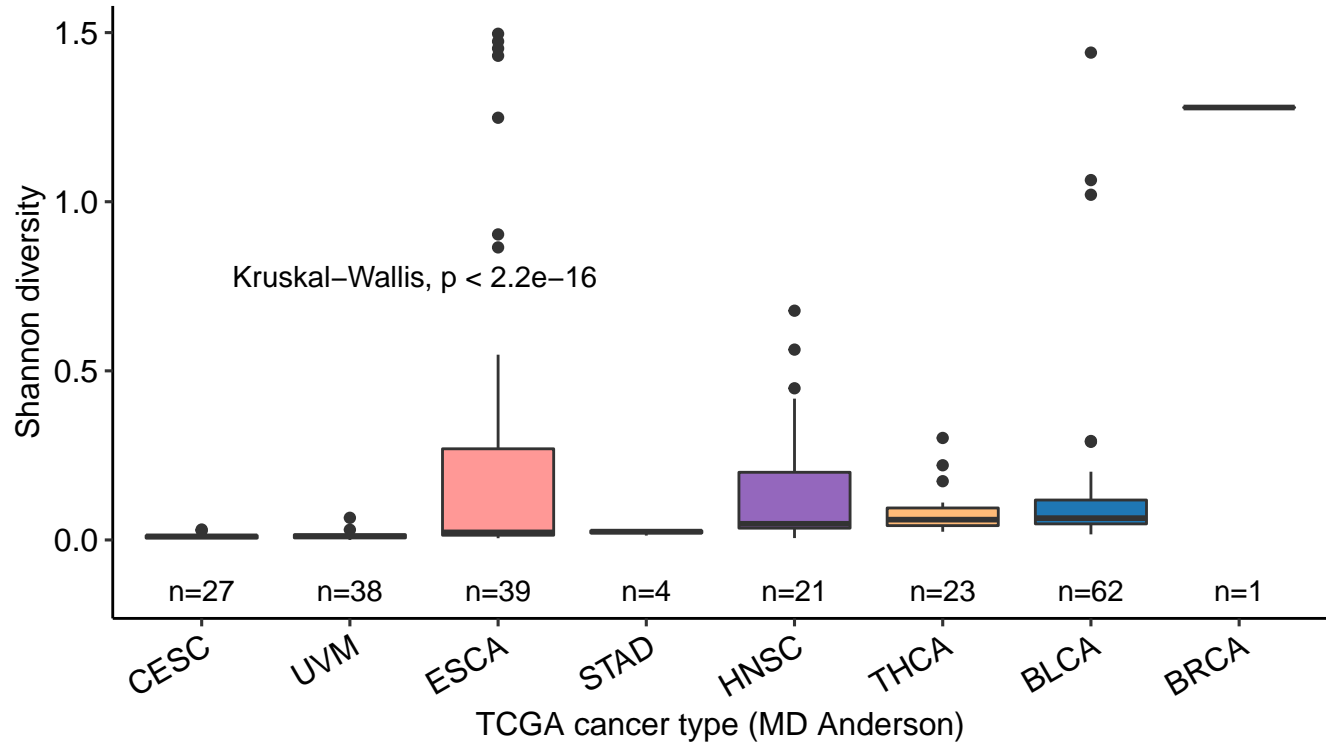 Shannon diversity
1.5
1.0
0.5
0.0
Kruskal−Wallis, p < 2.2e−16
n=27 n=38 n=39 n=4 n=21 n=23 n=62 n=1
CESC UVM ESCA STAD HNSC THCA BLCA BRCA
TCGA cancer type (MD Anderson)